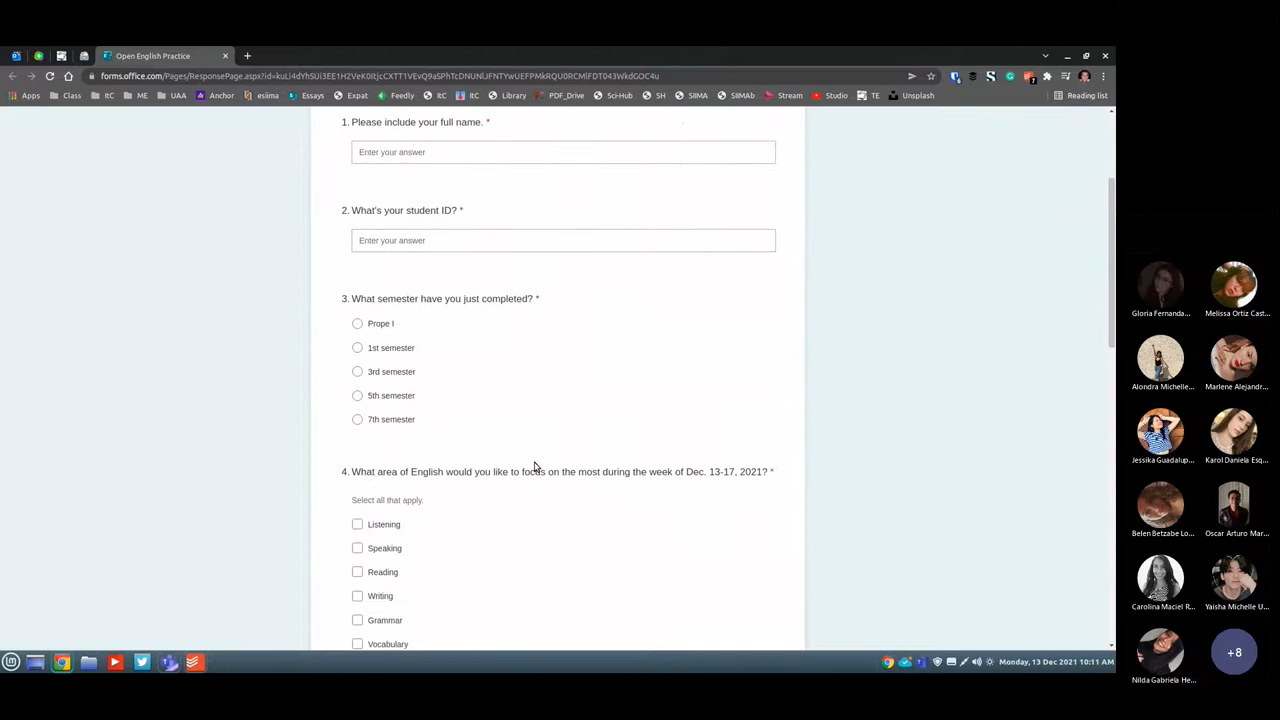 Open English Practice
forms.office.com/Pages/ResponsePage.aspx?id=kuLi4dYhSUi3EE1H2VeK0ItjcCXTT1VEvQ9aSPhTcDNUNlJFNTYwUEFPMkRQU0RCMlFDT043WkdGOC4u
Apps Class ItC ME UAA Anchor esiima Essays Expat Feedly ItC ItC Library PDF_Drive Sci-Hub SH SIIMA SIIMAb Stream Studio TE Unsplash Reading list
1. Please include your full name. *
Enter your answer
2. What's your student ID? *
Enter your answer
3. What semester have you just completed? *
Prope I
1st semester
3rd semester
5th semester
7th semester
4. What area of English would you like to focus on the most during the week of Dec. 13-17, 2021? *
Select all that apply.
Listening
Speaking
Reading
Writing
Grammar
Vocabulary
Monday, 13 Dec 2021 10:11 AM
Gloria Fernanda... Melissa Ortiz Cast...
Alondra Michelle... Marlene Alejandr...
Jessika Guadalup... Karol Daniela Esq...
Belen Betzabe Lo... Oscar Arturo Mar...
Carolina Maciel R... Yaisha Michelle U...
Nilda Gabriela He... +8